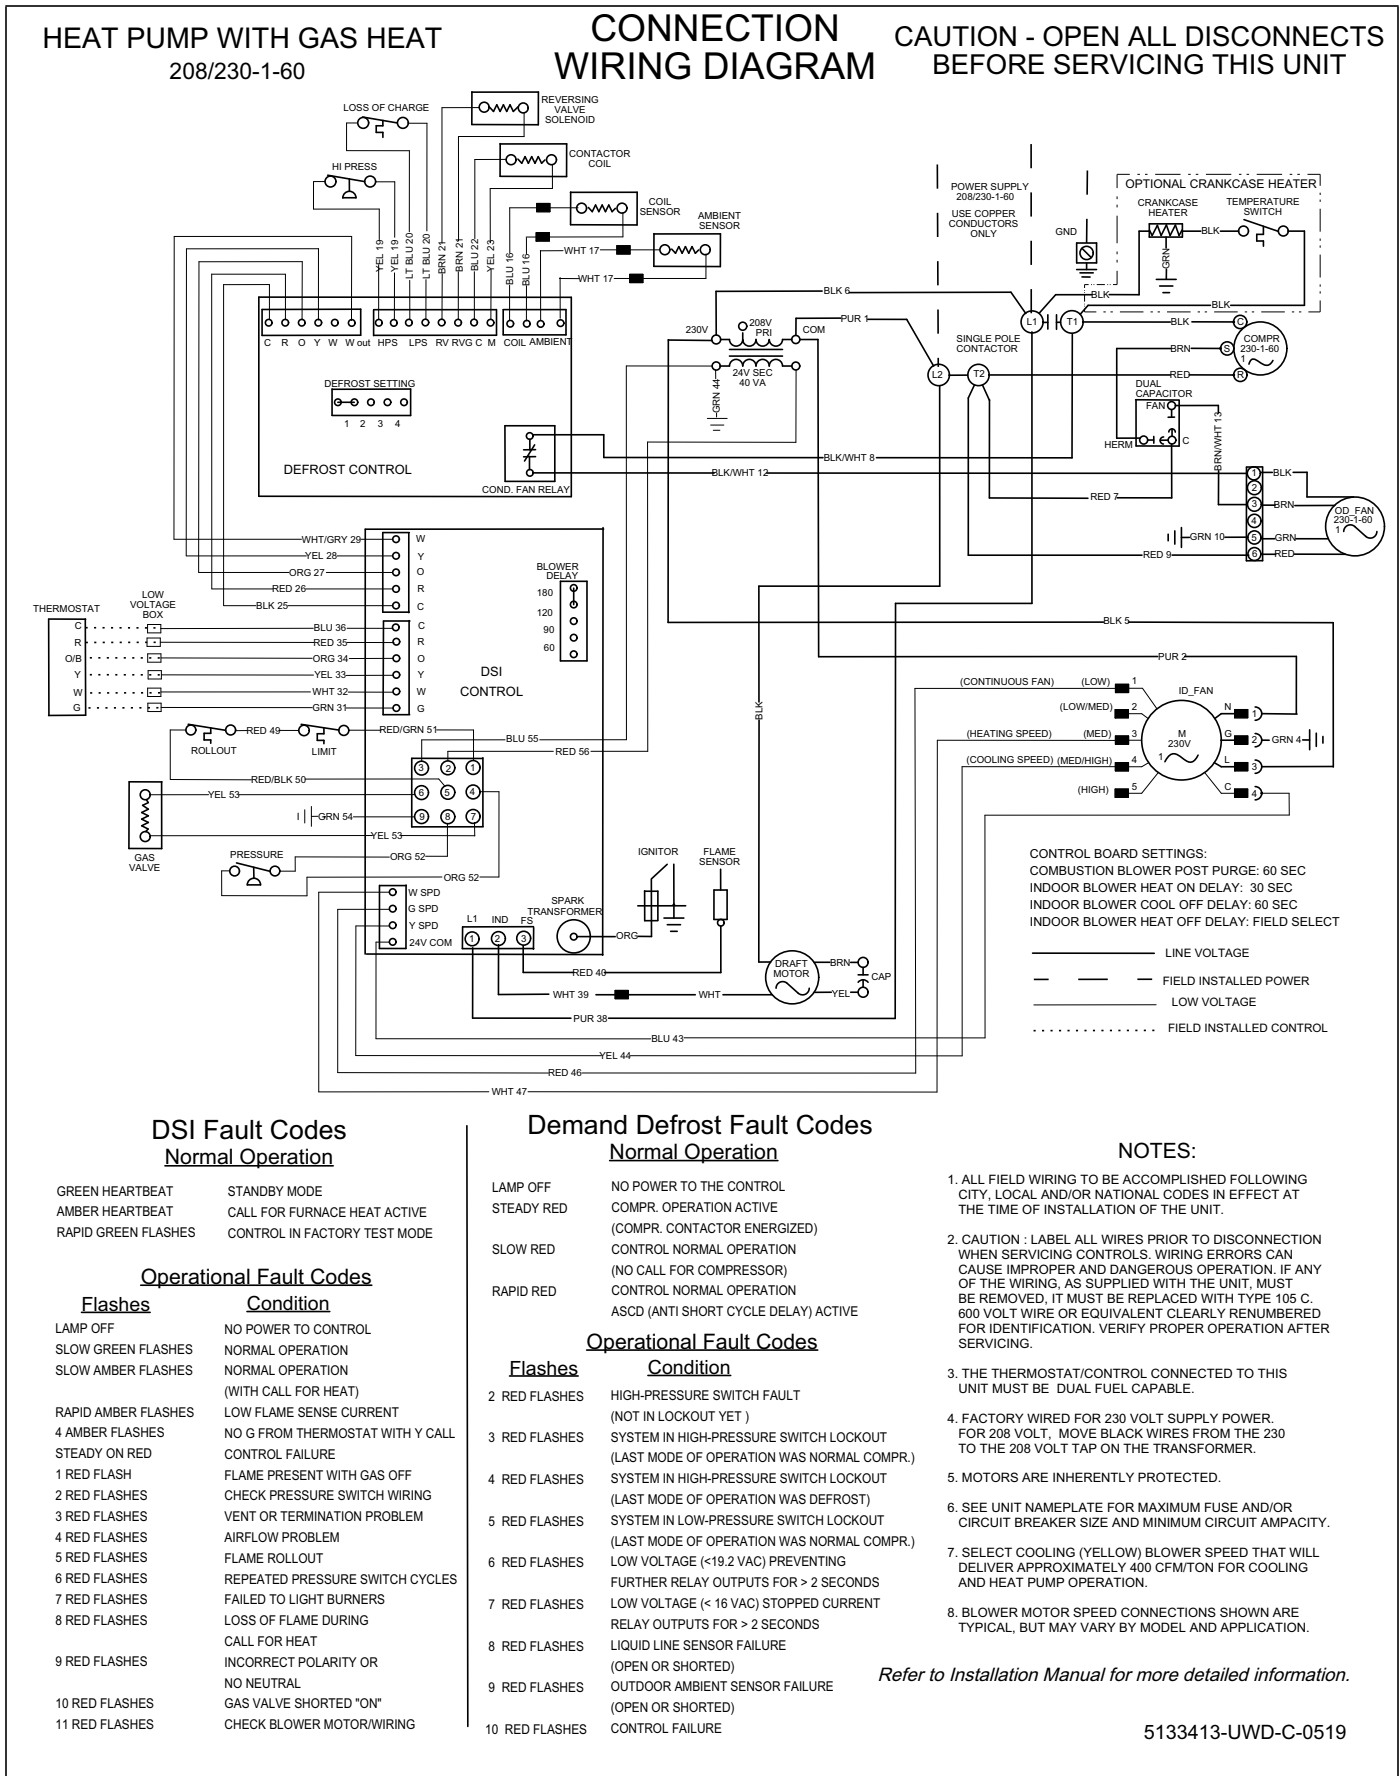 HEAT PUMP WITH GAS HEAT
208/230-1-60
CONNECTION
WIRING DIAGRAM
CAUTION - OPEN ALL DISCONNECTS
BEFORE SERVICING THIS UNIT
LOSS OF CHARGE
HI PRESS
REVERSING
VALVE
SOLENOID
CONTACTOR
COIL
COIL
SENSOR
AMBIENT
SENSOR
YEL 19
YEL 19
LT BLU 20
LT BLU 20
BRN 21
BRN 21
BLU 22
YEL 23
BLU 16
BLU 16
WHT 17
WHT 17
POWER SUPPLY
208/230-1-60
USE COPPER
CONDUCTORS
ONLY
GND
OPTIONAL CRANKCASE HEATER
CRANKCASE
HEATER
TEMPERATURE
SWITCH
BLK
GRN
BLK
BLK
C R O Y W W out HPS LPS RV RVG C M COIL AMBIENT
DEFROST SETTING
1 2 3 4
DEFROST CONTROL
COND. FAN RELAY
BLK 6
PUR 1
230V
208V
PRI
COM
24V SEC
40 VA
GRN 44
SINGLE POLE
CONTACTOR
L1
T1
L2
T2
BLK
BRN
RED
C
S
R
COMPR
230-1-60
1
DUAL
CAPACITOR
FAN
HERM
C
BRN/WHT 13
BLK/WHT 8
BLK/WHT 12
RED 7
GRN 10
RED 9
1
2
3
4
5
6
BLK
BRN
GRN
RED
OD_FAN
230-1-60
1
WHT/GRY 29
YEL 28
ORG 27
RED 26
BLK 25
W
Y
O
R
C
BLOWER
DELAY
180
120
90
60
THERMOSTAT
LOW
VOLTAGE
BOX
C
R
O/B
Y
W
G
BLU 36
RED 35
ORG 34
YEL 33
WHT 32
GRN 31
C
R
O
Y
W
G
DSI
CONTROL
BLK 5
PUR 2
BLK
ROLLOUT
RED 49
LIMIT
RED/GRN 51
BLU 55
RED 56
RED/BLK 50
YEL 53
GRN 54
YEL 53
3 2 1
6 5 4
9 8 7
GAS
VALVE
PRESSURE
ORG 52
ORG 52
(CONTINUOUS FAN) (LOW) 1
(LOW/MED) 2
(HEATING SPEED) (MED) 3
(COOLING SPEED) (MED/HIGH) 4
(HIGH) 5
ID_FAN
M
230V
1
N 1
G 2 GRN 4
L 3
C 4
W SPD
G SPD
Y SPD
24V COM
L1 IND FS
1 2 3
SPARK
TRANSFORMER
IGNITOR
FLAME
SENSOR
ORG
RED 40
WHT 39
WHT
PUR 38
DRAFT
MOTOR
BRN
YEL
CAP
BLU 43
YEL 44
RED 46
WHT 47
CONTROL BOARD SETTINGS:
COMBUSTION BLOWER POST PURGE: 60 SEC
INDOOR BLOWER HEAT ON DELAY: 30 SEC
INDOOR BLOWER COOL OFF DELAY: 60 SEC
INDOOR BLOWER HEAT OFF DELAY: FIELD SELECT
LINE VOLTAGE
FIELD INSTALLED POWER
LOW VOLTAGE
FIELD INSTALLED CONTROL
DSI Fault Codes
Normal Operation
GREEN HEARTBEAT STANDBY MODE
AMBER HEARTBEAT CALL FOR FURNACE HEAT ACTIVE
RAPID GREEN FLASHES CONTROL IN FACTORY TEST MODE
Operational Fault Codes
Flashes Condition
LAMP OFF NO POWER TO CONTROL
SLOW GREEN FLASHES NORMAL OPERATION
SLOW AMBER FLASHES NORMAL OPERATION
(WITH CALL FOR HEAT)
RAPID AMBER FLASHES LOW FLAME SENSE CURRENT
4 AMBER FLASHES NO G FROM THERMOSTAT WITH Y CALL
STEADY ON RED CONTROL FAILURE
1 RED FLASH FLAME PRESENT WITH GAS OFF
2 RED FLASHES CHECK PRESSURE SWITCH WIRING
3 RED FLASHES VENT OR TERMINATION PROBLEM
4 RED FLASHES AIRFLOW PROBLEM
5 RED FLASHES FLAME ROLLOUT
6 RED FLASHES REPEATED PRESSURE SWITCH CYCLES
7 RED FLASHES FAILED TO LIGHT BURNERS
8 RED FLASHES LOSS OF FLAME DURING
CALL FOR HEAT
9 RED FLASHES INCORRECT POLARITY OR
NO NEUTRAL
10 RED FLASHES GAS VALVE SHORTED "ON"
11 RED FLASHES CHECK BLOWER MOTOR/WIRING
Demand Defrost Fault Codes
Normal Operation
LAMP OFF NO POWER TO THE CONTROL
STEADY RED COMPR. OPERATION ACTIVE
(COMPR. CONTACTOR ENERGIZED)
SLOW RED CONTROL NORMAL OPERATION
(NO CALL FOR COMPRESSOR)
RAPID RED CONTROL NORMAL OPERATION
ASCD (ANTI SHORT CYCLE DELAY) ACTIVE
Operational Fault Codes
Flashes Condition
2 RED FLASHES HIGH-PRESSURE SWITCH FAULT
(NOT IN LOCKOUT YET )
3 RED FLASHES SYSTEM IN HIGH-PRESSURE SWITCH LOCKOUT
(LAST MODE OF OPERATION WAS NORMAL COMPR.)
4 RED FLASHES SYSTEM IN HIGH-PRESSURE SWITCH LOCKOUT
(LAST MODE OF OPERATION WAS DEFROST)
5 RED FLASHES SYSTEM IN LOW-PRESSURE SWITCH LOCKOUT
(LAST MODE OF OPERATION WAS NORMAL COMPR.)
6 RED FLASHES LOW VOLTAGE (<19.2 VAC) PREVENTING
FURTHER RELAY OUTPUTS FOR > 2 SECONDS
7 RED FLASHES LOW VOLTAGE (< 16 VAC) STOPPED CURRENT
RELAY OUTPUTS FOR > 2 SECONDS
8 RED FLASHES LIQUID LINE SENSOR FAILURE
(OPEN OR SHORTED)
9 RED FLASHES OUTDOOR AMBIENT SENSOR FAILURE
(OPEN OR SHORTED)
10 RED FLASHES CONTROL FAILURE
NOTES:
1. ALL FIELD WIRING TO BE ACCOMPLISHED FOLLOWING
CITY, LOCAL AND/OR NATIONAL CODES IN EFFECT AT
THE TIME OF INSTALLATION OF THE UNIT.
2. CAUTION : LABEL ALL WIRES PRIOR TO DISCONNECTION
WHEN SERVICING CONTROLS. WIRING ERRORS CAN
CAUSE IMPROPER AND DANGEROUS OPERATION. IF ANY
OF THE WIRING, AS SUPPLIED WITH THE UNIT, MUST
BE REMOVED, IT MUST BE REPLACED WITH TYPE 105 C.
600 VOLT WIRE OR EQUIVALENT CLEARLY RENUMBERED
FOR IDENTIFICATION. VERIFY PROPER OPERATION AFTER
SERVICING.
3. THE THERMOSTAT/CONTROL CONNECTED TO THIS
UNIT MUST BE DUAL FUEL CAPABLE.
4. FACTORY WIRED FOR 230 VOLT SUPPLY POWER.
FOR 208 VOLT, MOVE BLACK WIRES FROM THE 230
TO THE 208 VOLT TAP ON THE TRANSFORMER.
5. MOTORS ARE INHERENTLY PROTECTED.
6. SEE UNIT NAMEPLATE FOR MAXIMUM FUSE AND/OR
CIRCUIT BREAKER SIZE AND MINIMUM CIRCUIT AMPACITY.
7. SELECT COOLING (YELLOW) BLOWER SPEED THAT WILL
DELIVER APPROXIMATELY 400 CFM/TON FOR COOLING
AND HEAT PUMP OPERATION.
8. BLOWER MOTOR SPEED CONNECTIONS SHOWN ARE
TYPICAL, BUT MAY VARY BY MODEL AND APPLICATION.
Refer to Installation Manual for more detailed information.
5133413-UWD-C-0519